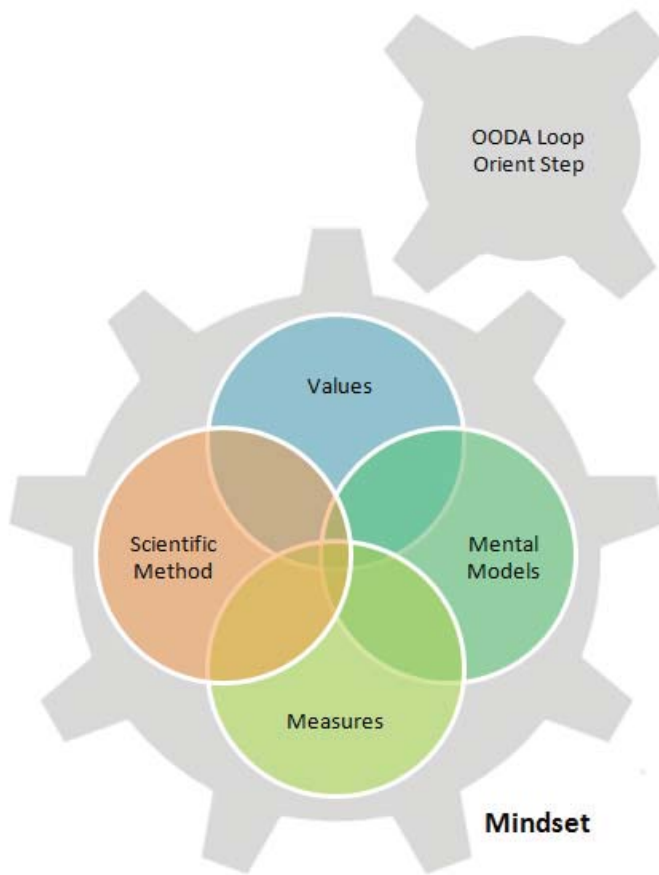 OODA Loop
Orient Step
Values
Scientific
Method
Mental
Models
Measures
Mindset